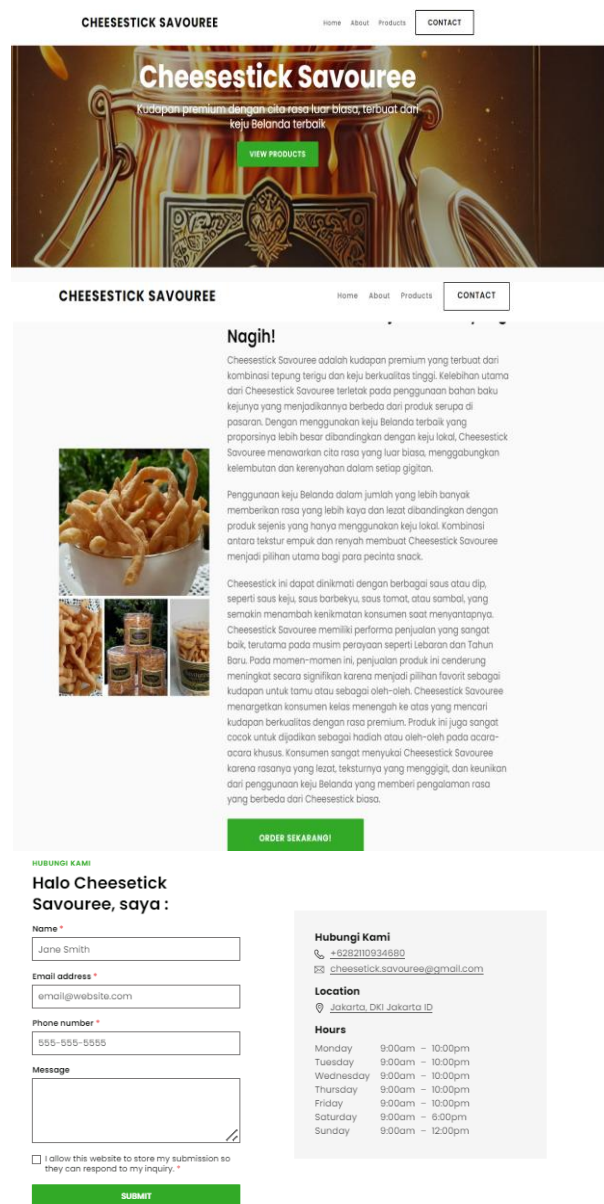 CHEESESTICK SAVOUREE
Home About Products CONTACT
Cheesestick Savouree
Kudapan premium dengan cita rasa luar biasa, terbuat dari
keju Belanda terbaik
VIEW PRODUCTS
CHEESESTICK SAVOUREE
Home About Products CONTACT
Nagih!
Cheesestick Savouree adalah kudapan premium yang terbuat dari
kombinasi tepung terigu dan keju berkualitas tinggi. Kelebihan utama
dari Cheesestick Savouree terletak pada penggunaan bahan baku
kejunya yang menjadikannya berbeda dari produk serupa di
pasaran. Dengan menggunakan keju Belanda terbaik yang
proporsinya lebih besar dibandingkan dengan keju lokal, Cheesestick
Savouree menawarkan cita rasa yang luar biasa, menggabungkan
kelembutan dan kerenyahan dalam setiap gigitan.
Penggunaan keju Belanda dalam jumlah yang lebih banyak
memberikan rasa yang lebih kaya dan lezat dibandingkan dengan
produk sejenis yang hanya menggunakan keju lokal. Kombinasi
antara tekstur empuk dan renyah membuat Cheesestick Savouree
menjadi pilihan utama bagi para pecinta snack.
Cheesestick ini dapat dinikmati dengan berbagai saus atau dip,
seperti saus keju, saus barbekyu, saus tomat, atau sambal, yang
semakin menambah kenikmatan konsumen saat menyantapnya.
Cheesestick Savouree memiliki performa penjualan yang sangat
baik, terutama pada musim perayaan seperti Lebaran dan Tahun
Baru. Pada momen-momen ini, penjualan produk ini cenderung
meningkat secara signifikan karena menjadi pilihan favorit sebagai
kudapan untuk tamu atau sebagai oleh-oleh. Cheesestick Savouree
menargetkan konsumen kelas menengah ke atas yang mencari
kudapan berkualitas dengan rasa premium. Produk ini juga sangat
cocok untuk dijadikan sebagai hadiah atau oleh-oleh pada acara-
acara khusus. Konsumen sangat menyukai Cheesestick Savouree
karena rasanya yang lezat, teksturnya yang menggigit, dan keunikan
dari penggunaan keju Belanda yang memberi pengalaman rasa
yang berbeda dari Cheesestick biasa.
ORDER SEKARANG!
HUBUNGI KAMI
Halo Cheesetick
Savouree, saya :
Name *
Jane Smith
Email address *
email@website.com
Phone number *
555-555-5555
Message
I allow this website to store my submission so
they can respond to my inquiry. *
SUBMIT
Hubungi Kami
+6282110934680
cheesetick.savouree@gmail.com
Location
Jakarta, DKI Jakarta ID
Hours
Monday 9:00am – 10:00pm
Tuesday 9:00am – 10:00pm
Wednesday 9:00am – 10:00pm
Thursday 9:00am – 10:00pm
Friday 9:00am – 10:00pm
Saturday 9:00am – 6:00pm
Sunday 9:00am – 12:00pm